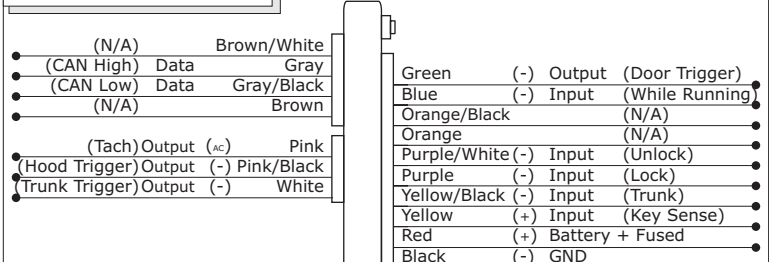 (N/A) Brown/White
(CAN High) Data Gray
(CAN Low) Data Gray/Black
(N/A) Brown
(Tach) Output (AC) Pink
(Hood Trigger) Output (-) Pink/Black
(Trunk Trigger) Output (-) White
Green (-) Output (Door Trigger)
Blue (-) Input (While Running)
Orange/Black (N/A)
Orange (N/A)
Purple/White (-) Input (Unlock)
Purple (-) Input (Lock)
Yellow/Black (-) Input (Trunk)
Yellow (+) Input (Key Sense)
Red (+) Battery + Fused
Black (-) GND